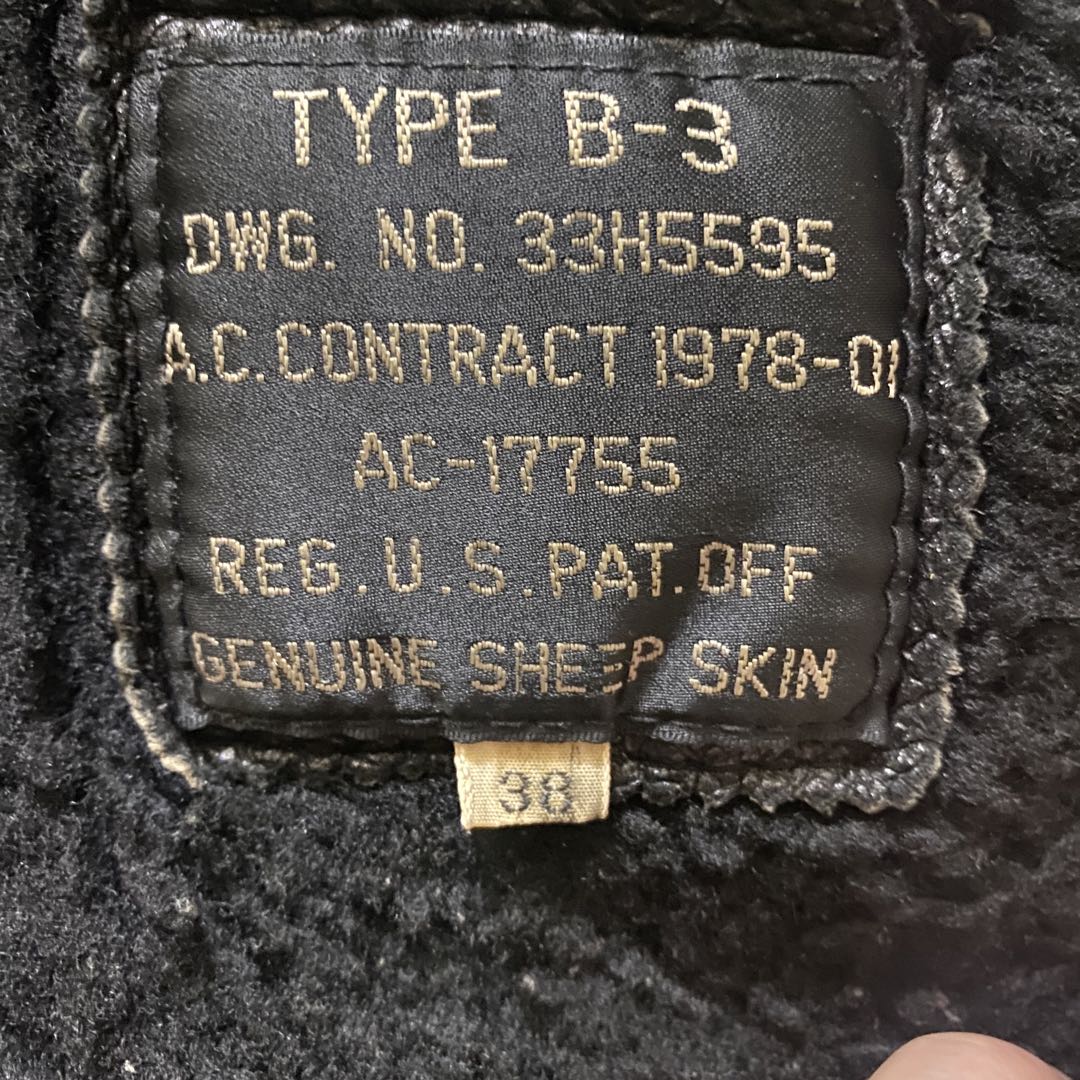 TYPE B-3
DWG. NO. 33H5595
A.C.CONTRACT 1978-01
AC-17755
REG.U.S.PAT.OFF
GENUINE SHEEP SKIN
38